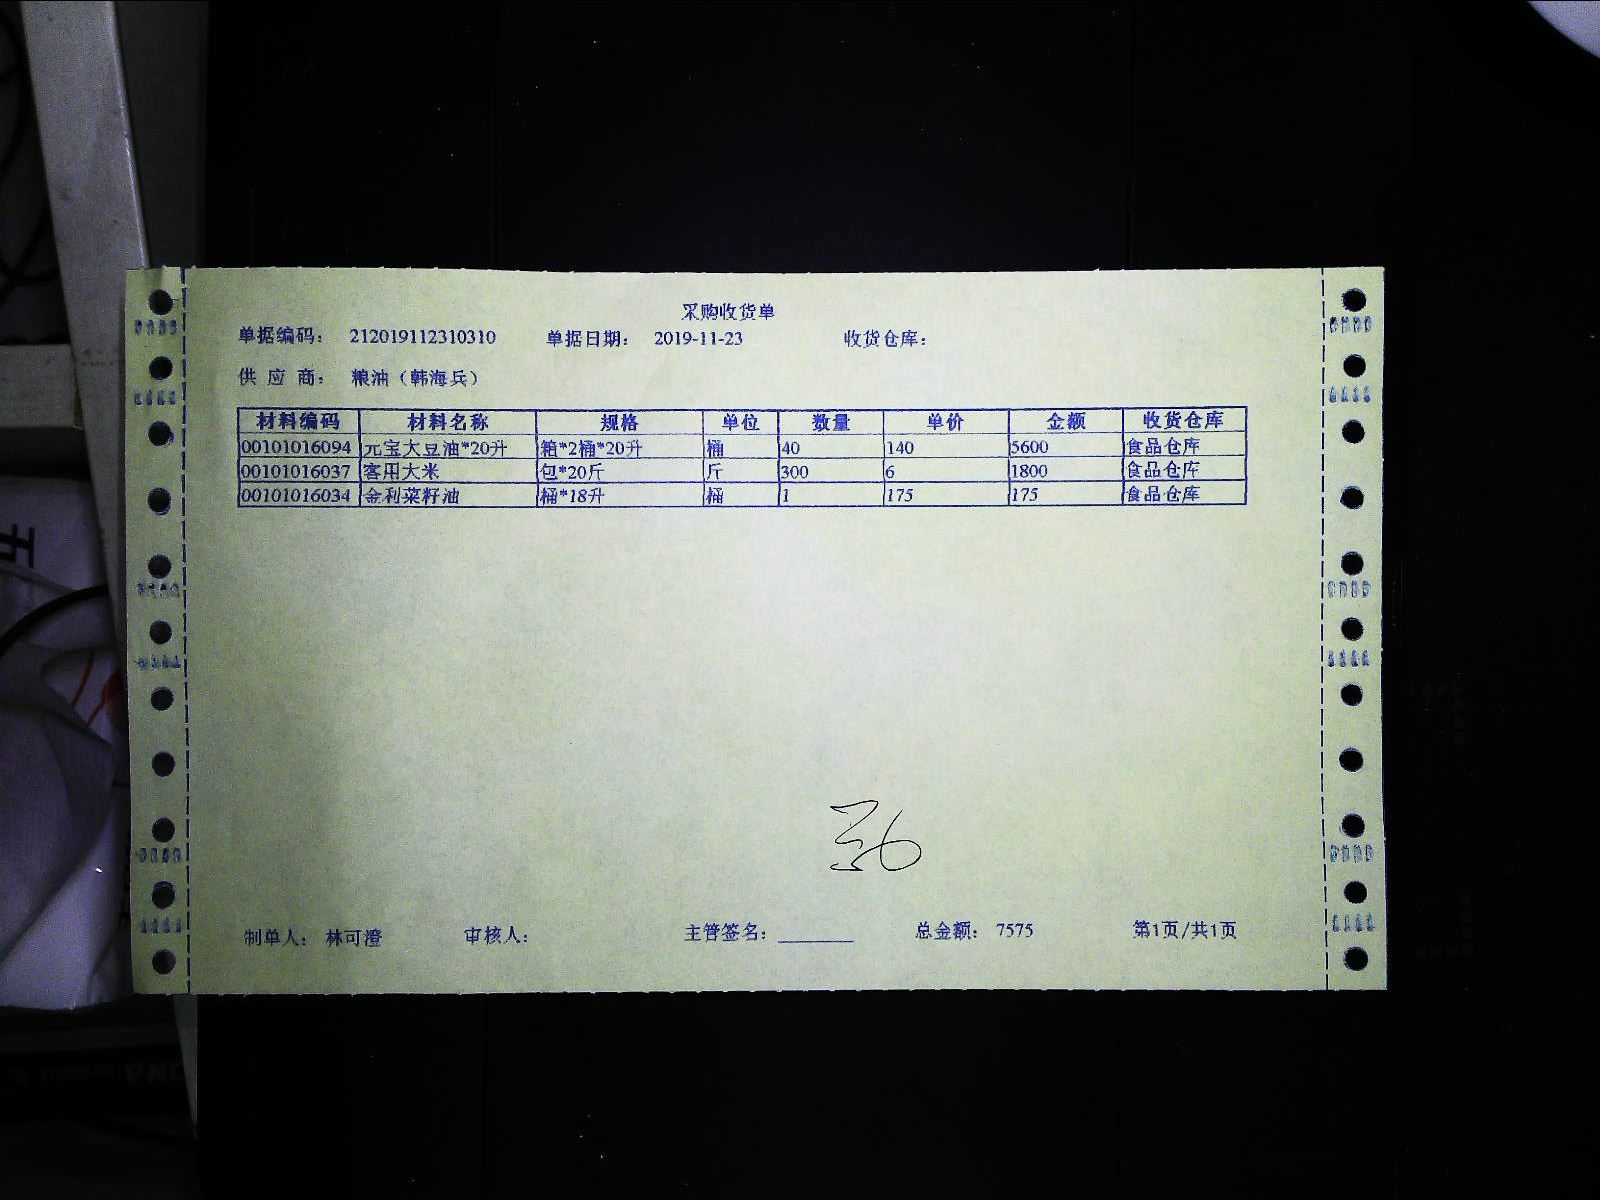 采购收货单
单据编码： 212019112310310 单据日期： 2019-11-23 收货仓库：
供 应 商： 粮油（韩海兵）
材料编码 材料名称 规格 单位 数量 单价 金额 收货仓库
00101016094 元宝大豆油*20升 箱*2桶*20升 桶 40 140 5600 食品仓库
00101016037 客用大米 包*20斤 斤 300 6 1800 食品仓库
00101016034 金利菜籽油 桶*18升 桶 1 175 175 食品仓库
制单人： 林可澄 审核人： 主管签名： 总金额： 7575 第1页/共1页